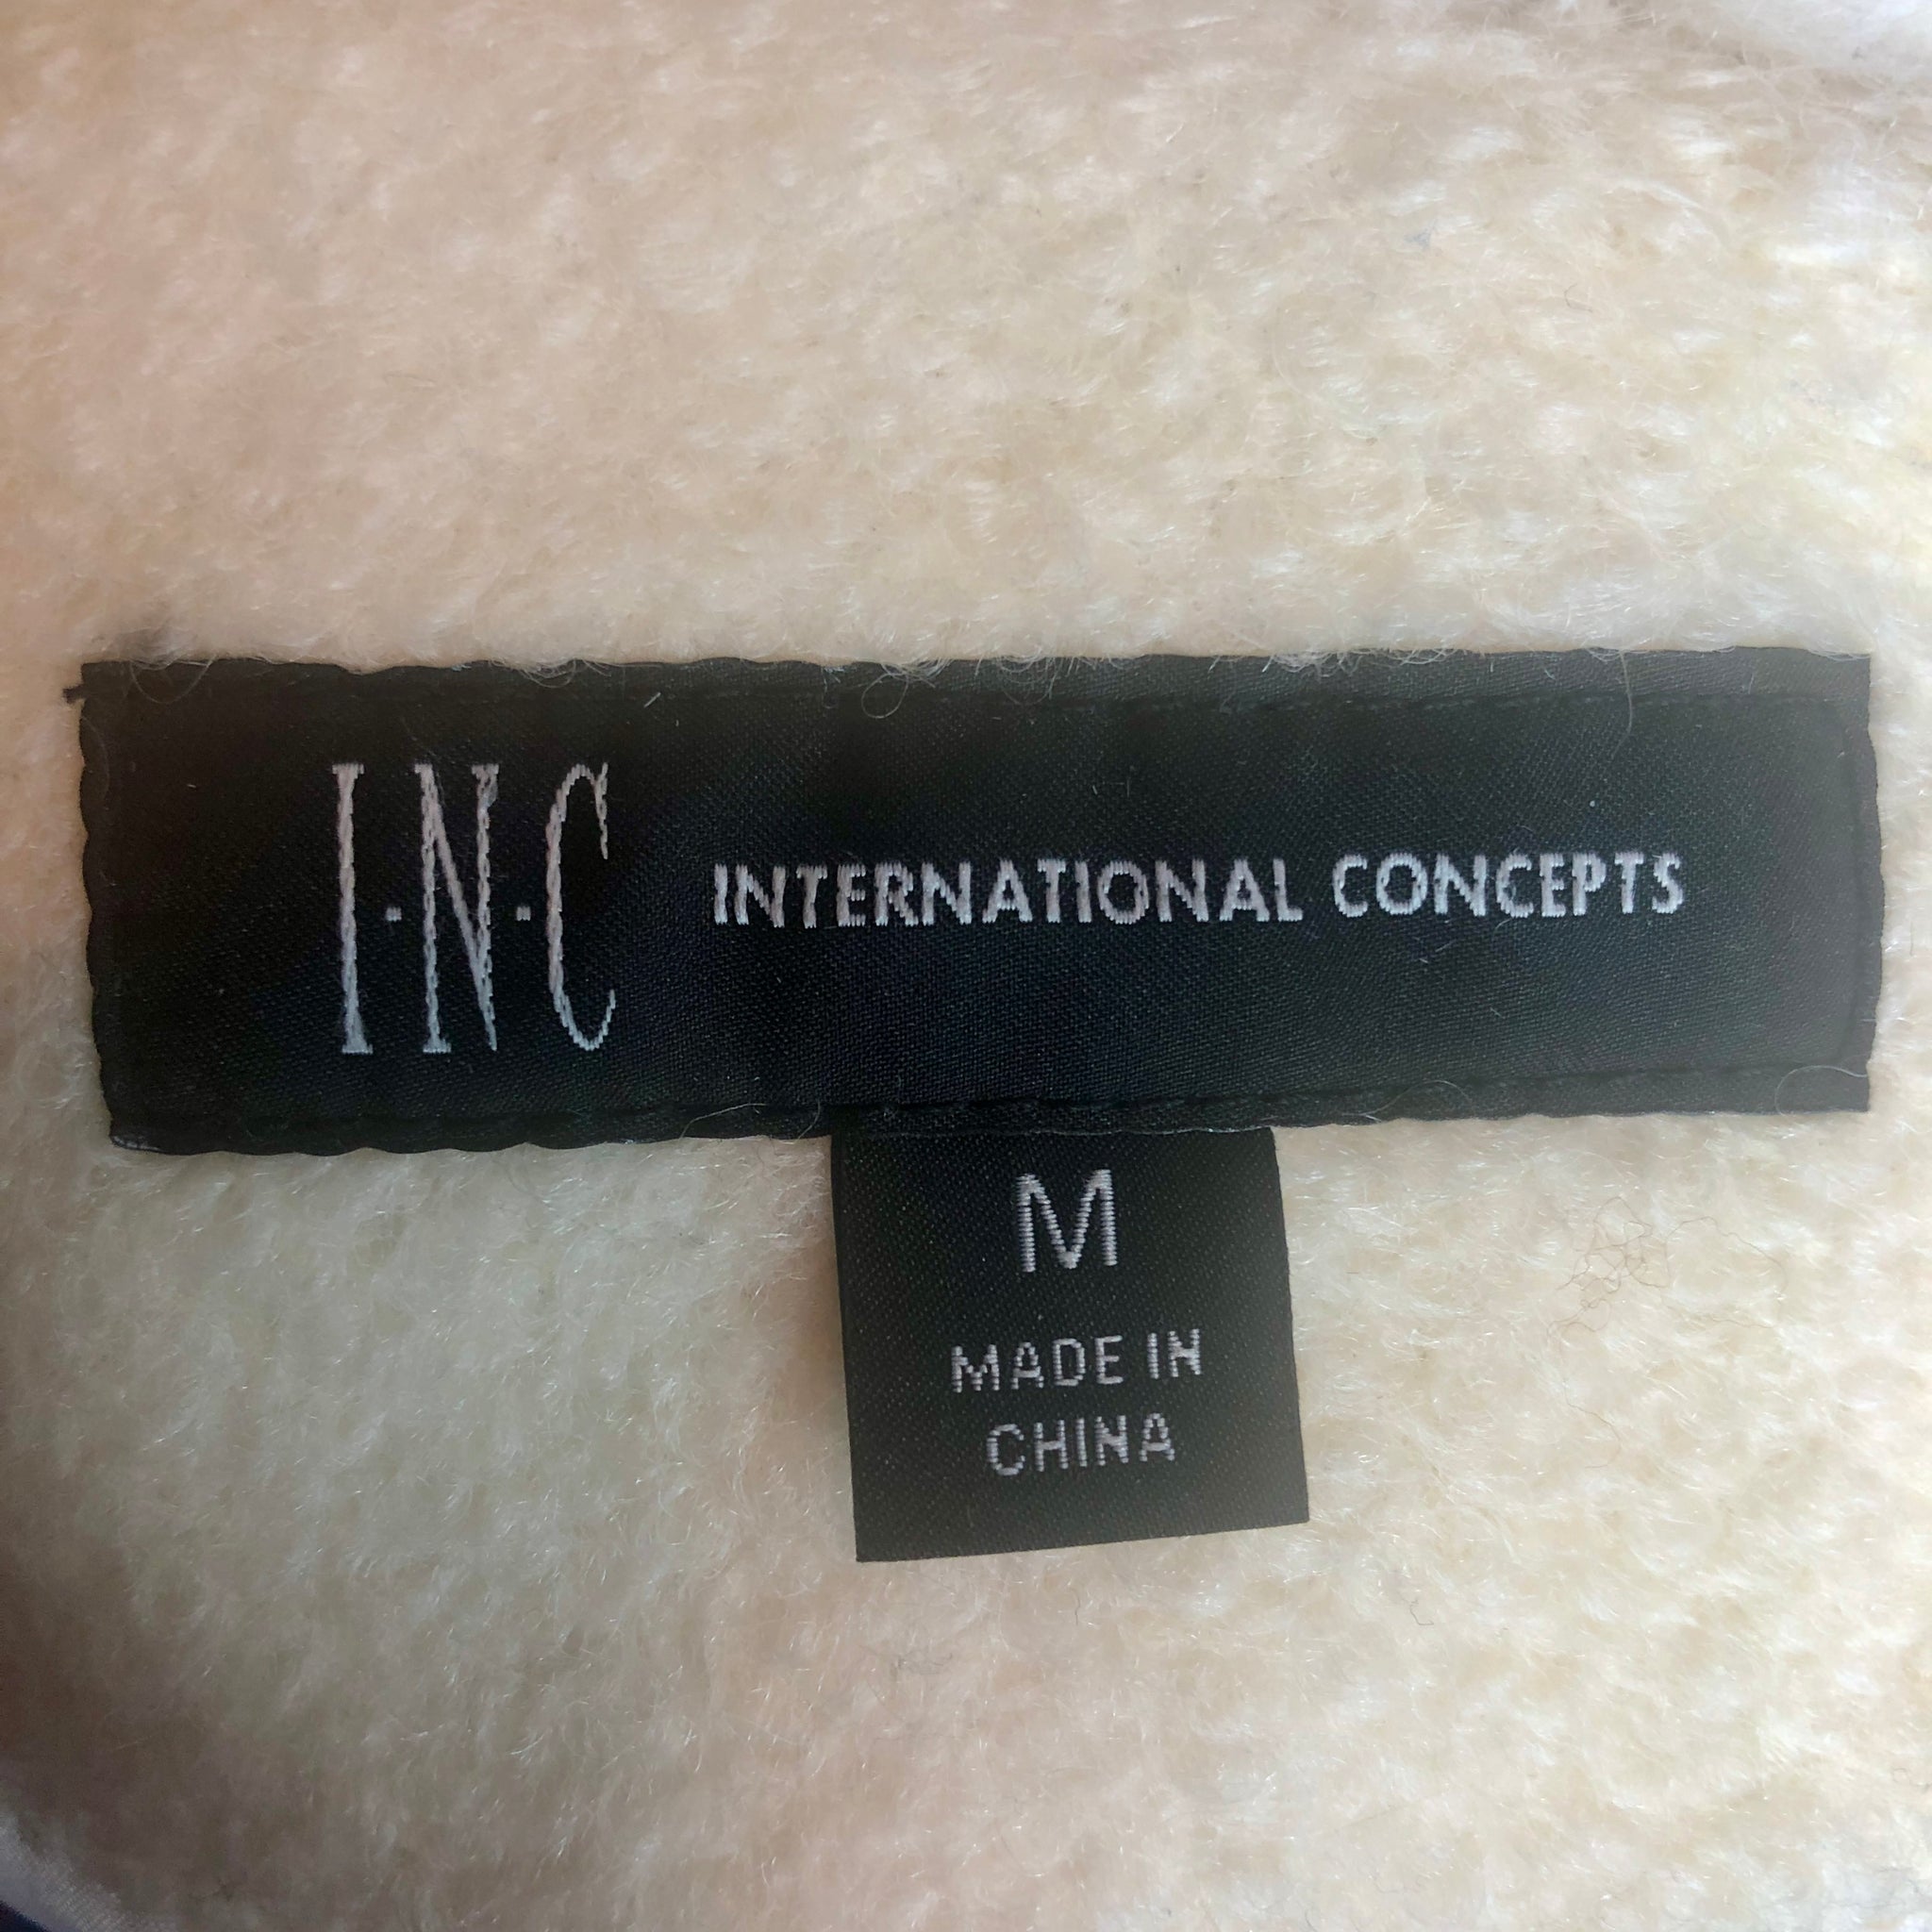 I·N·C INTERNATIONAL CONCEPTS
M
MADE IN
CHINA